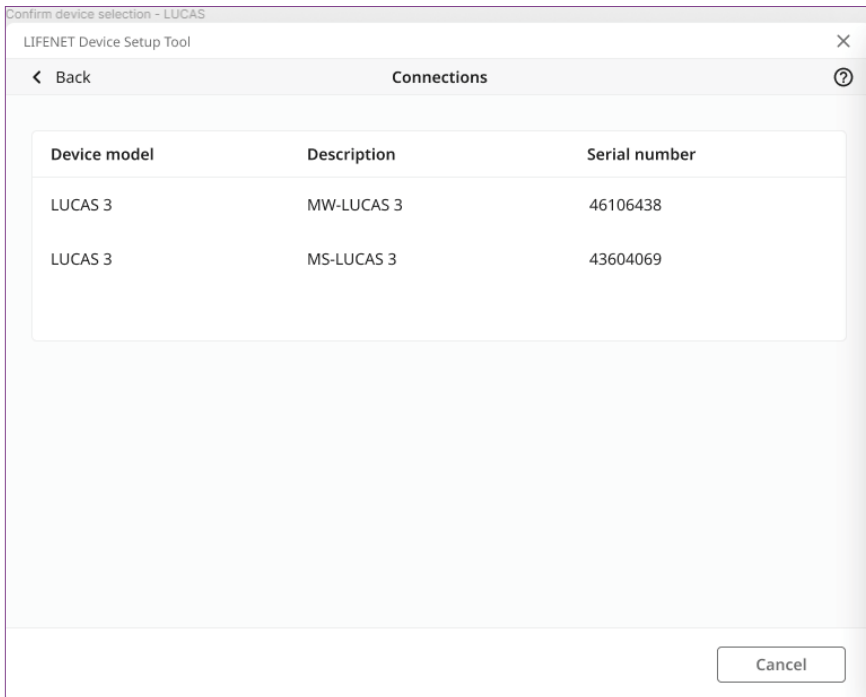 Confirm device selection - LUCAS
LIFENET Device Setup Tool
Back Connections
Device model Description Serial number
LUCAS 3 MW-LUCAS 3 46106438
LUCAS 3 MS-LUCAS 3 43604069
Cancel